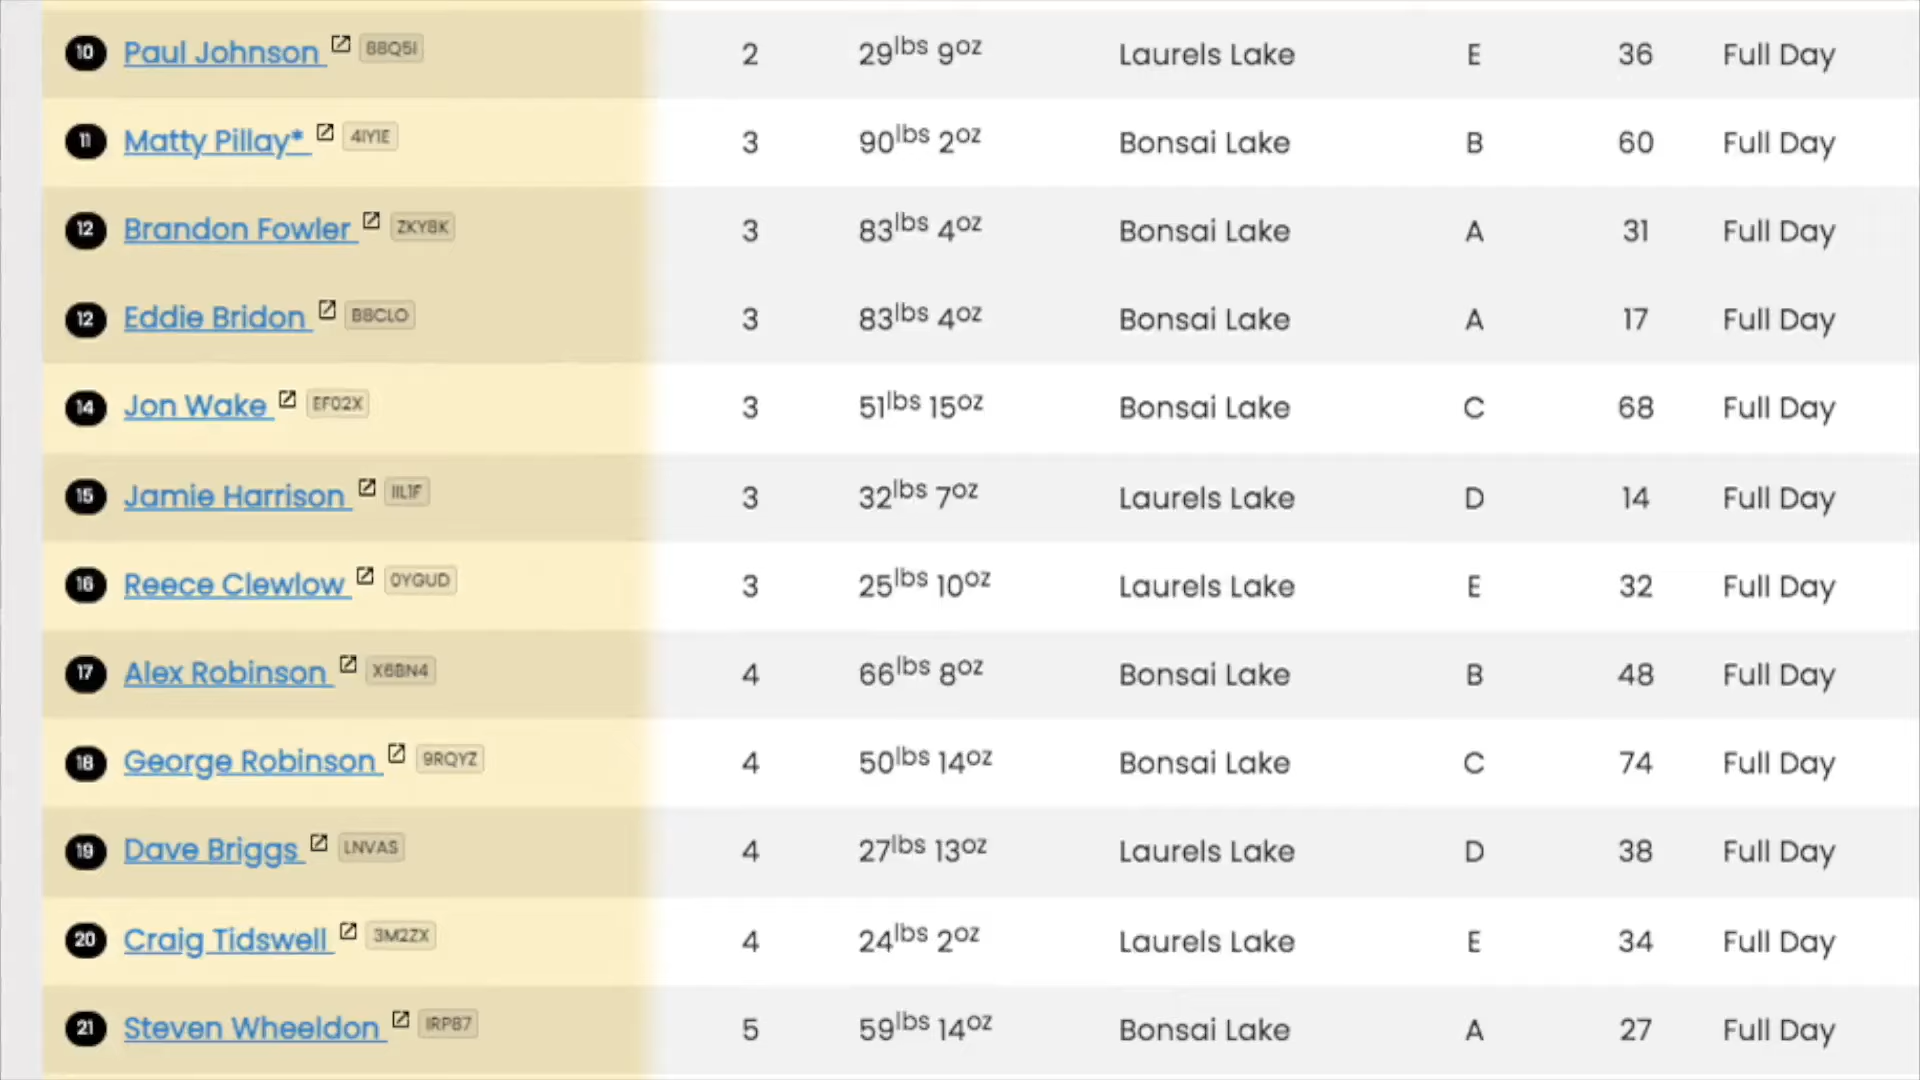 10 Paul Johnson 88Q5I 2 29lbs 9oz Laurels Lake E 36 Full Day
11 Matty Pillay* 4IY1E 3 90lbs 2oz Bonsai Lake B 60 Full Day
12 Brandon Fowler ZKY8K 3 83lbs 4oz Bonsai Lake A 31 Full Day
12 Eddie Bridon B8CLO 3 83lbs 4oz Bonsai Lake A 17 Full Day
14 Jon Wake EF02X 3 51lbs 15oz Bonsai Lake C 68 Full Day
15 Jamie Harrison 3 32lbs 7oz Laurels Lake D 14 Full Day
16 Reece Clewlow 0YGUD 3 25lbs 10oz Laurels Lake E 32 Full Day
17 Alex Robinson X6BN4 4 66lbs 8oz Bonsai Lake B 48 Full Day
18 George Robinson 9RQYZ 4 50lbs 14oz Bonsai Lake C 74 Full Day
19 Dave Briggs LNVAS 4 27lbs 13oz Laurels Lake D 38 Full Day
20 Craig Tidswell 3M2ZX 4 24lbs 2oz Laurels Lake E 34 Full Day
21 Steven Wheeldon IRP87 5 59lbs 14oz Bonsai Lake A 27 Full Day